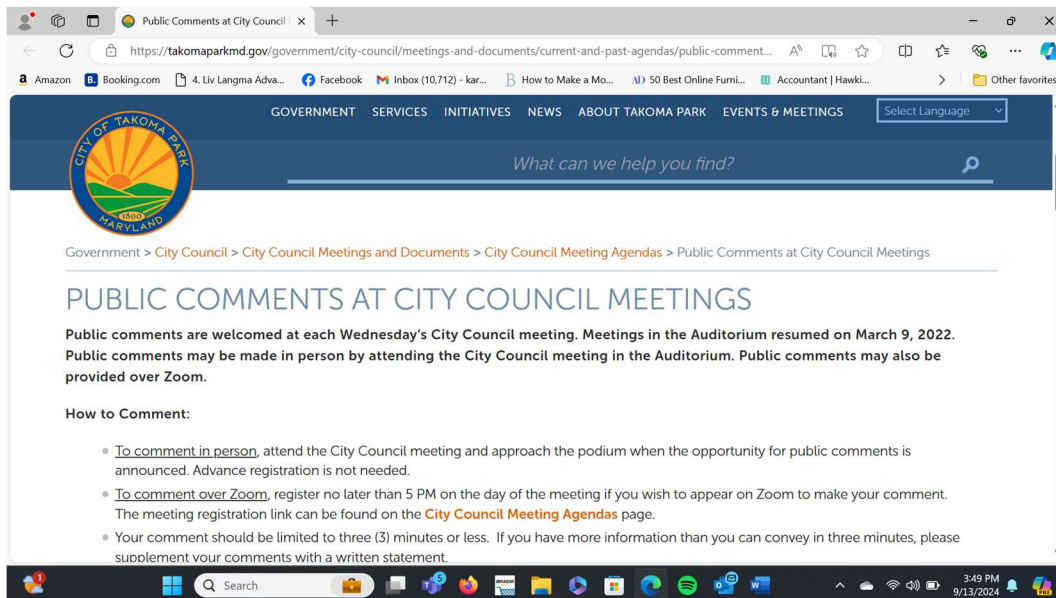 Public Comments at City Council
https://takomaparkmd.gov/government/city-council/meetings-and-documents/current-and-past-agendas/public-comment...
Amazon
Booking.com
4. Liv Langma Adva...
Facebook
Inbox (10,712) - kar...
How to Make a Mo...
50 Best Online Furni...
Accountant | Hawki...
Other favorites
GOVERNMENT SERVICES INITIATIVES NEWS ABOUT TAKOMA PARK EVENTS & MEETINGS
Select Language
CITY OF TAKOMA PARK
1890
MARYLAND
What can we help you find?
Government > City Council > City Council Meetings and Documents > City Council Meeting Agendas > Public Comments at City Council Meetings
PUBLIC COMMENTS AT CITY COUNCIL MEETINGS
Public comments are welcomed at each Wednesday's City Council meeting. Meetings in the Auditorium resumed on March 9, 2022.
Public comments may be made in person by attending the City Council meeting in the Auditorium. Public comments may also be
provided over Zoom.
How to Comment:
To comment in person, attend the City Council meeting and approach the podium when the opportunity for public comments is
announced. Advance registration is not needed.
To comment over Zoom, register no later than 5 PM on the day of the meeting if you wish to appear on Zoom to make your comment.
The meeting registration link can be found on the City Council Meeting Agendas page.
Your comment should be limited to three (3) minutes or less. If you have more information than you can convey in three minutes, please
supplement your comments with a written statement.
Search
3:49 PM
9/13/2024